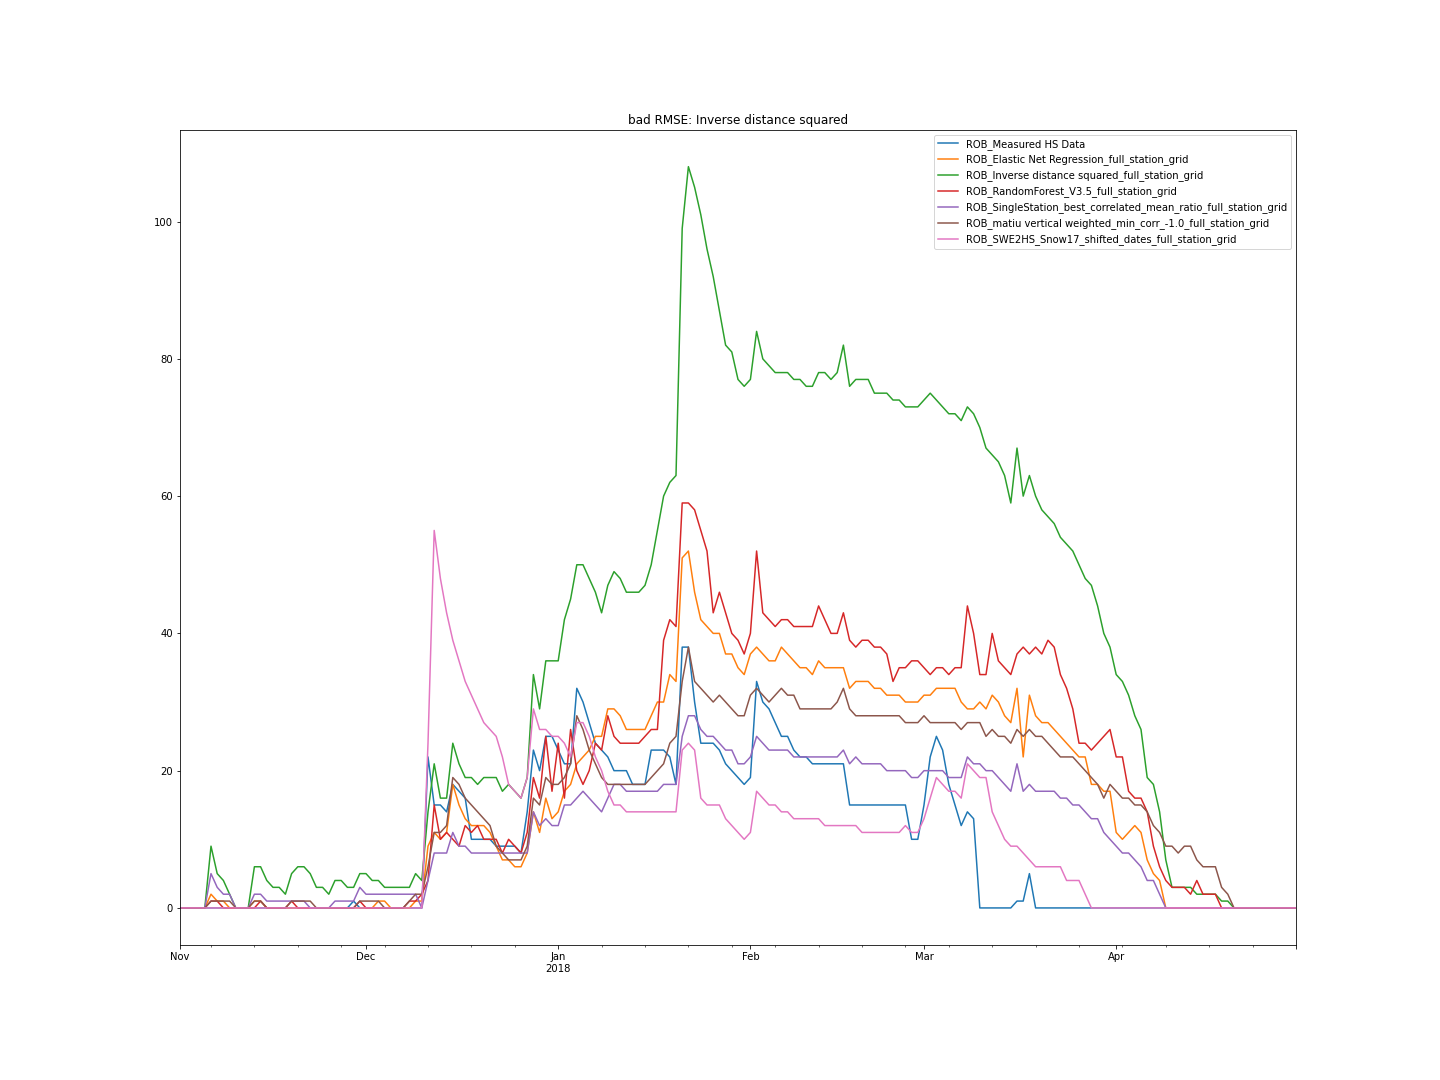 bad RMSE: Inverse distance squared
ROB_Measured HS Data
ROB_Elastic Net Regression_full_station_grid
ROB_Inverse distance squared_full_station_grid
ROB_RandomForest_V3.5_full_station_grid
ROB_SingleStation_best_correlated_mean_ratio_full_station_grid
ROB_matiu vertical weighted_min_corr_-1.0_full_station_grid
ROB_SWE2HS_Snow17_shifted_dates_full_station_grid
100
80
60
40
20
0
Nov Dec Jan Feb Mar Apr
2018